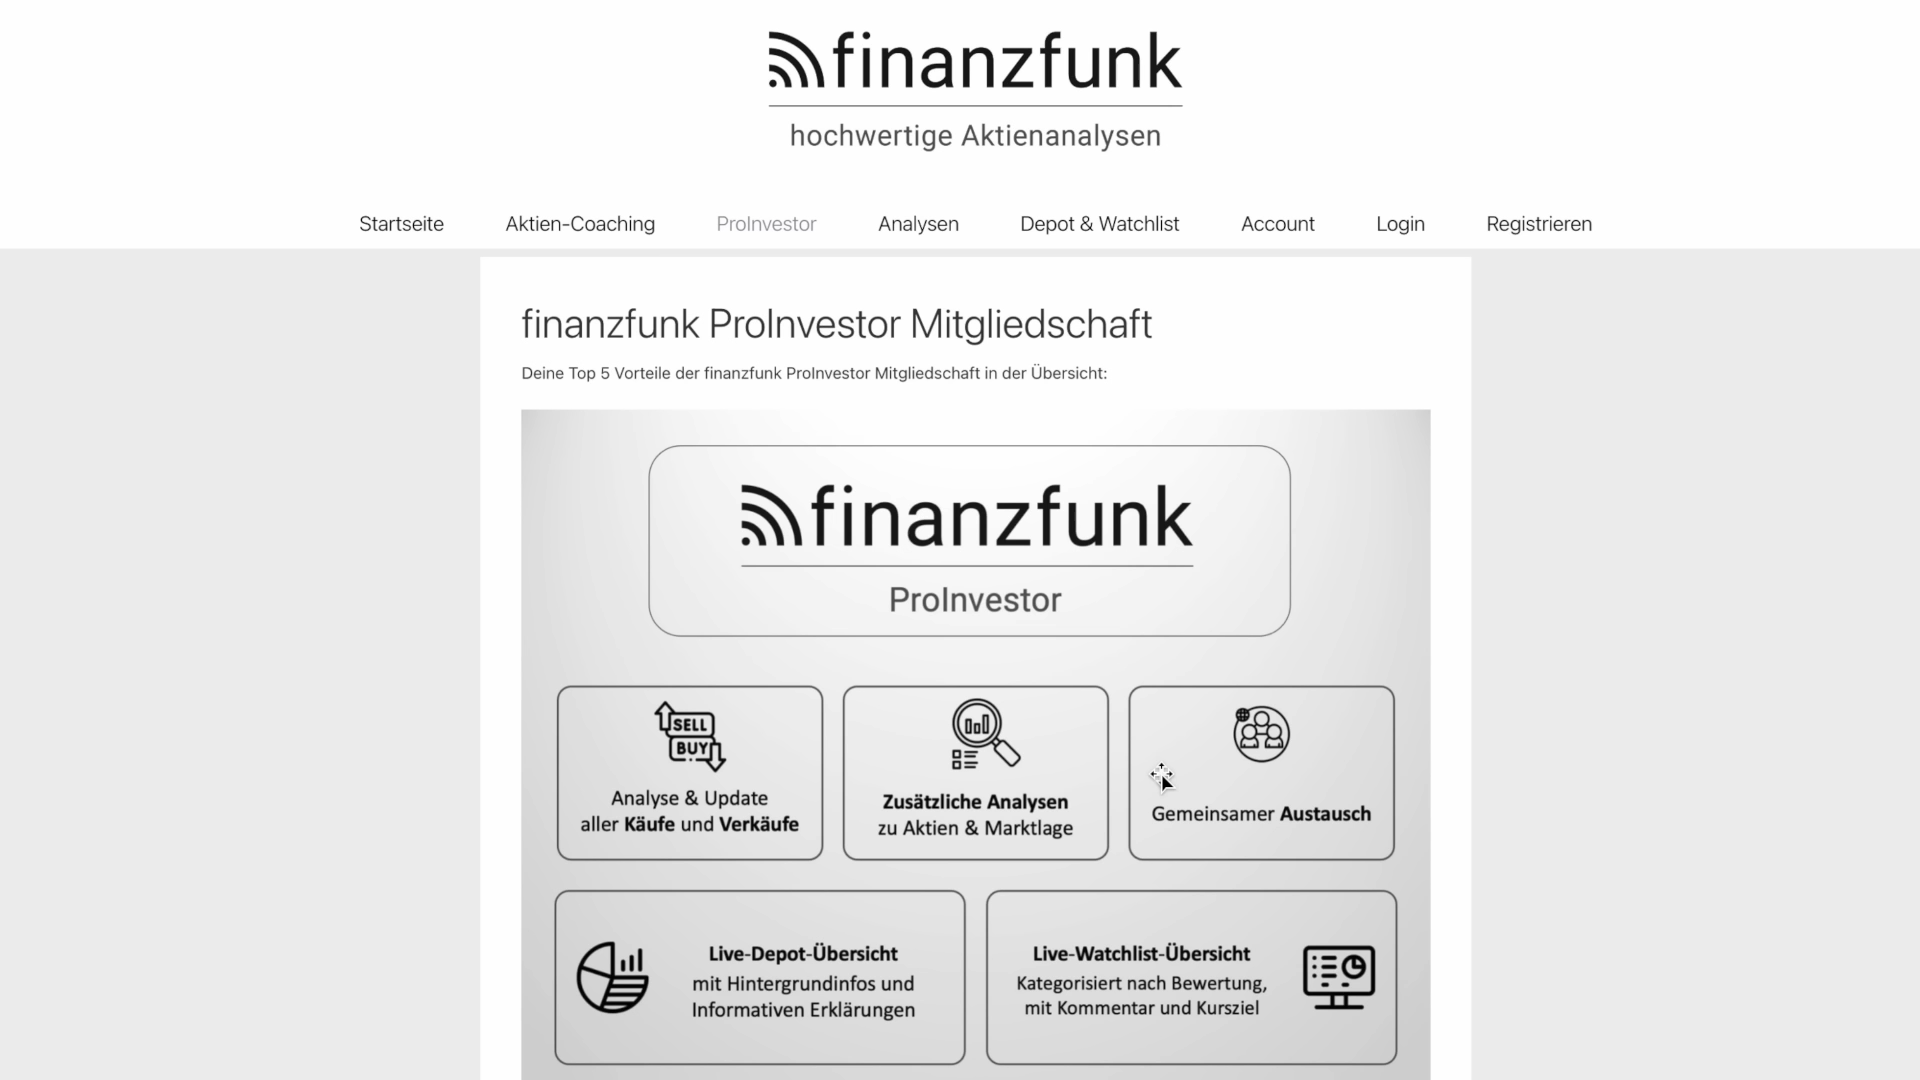 finanzfunk
hochwertige Aktienanalysen
Startseite Aktien-Coaching ProInvestor Analysen Depot & Watchlist Account Login Registrieren
finanzfunk ProInvestor Mitgliedschaft
Deine Top 5 Vorteile der finanzfunk ProInvestor Mitgliedschaft in der Übersicht:
finanzfunk
ProInvestor
SELL
BUY
Analyse & Update
aller Käufe und Verkäufe
Zusätzliche Analysen
zu Aktien & Marktlage
Gemeinsamer Austausch
Live-Depot-Übersicht
mit Hintergrundinfos und
Informativen Erklärungen
Live-Watchlist-Übersicht
Kategorisiert nach Bewertung,
mit Kommentar und Kursziel